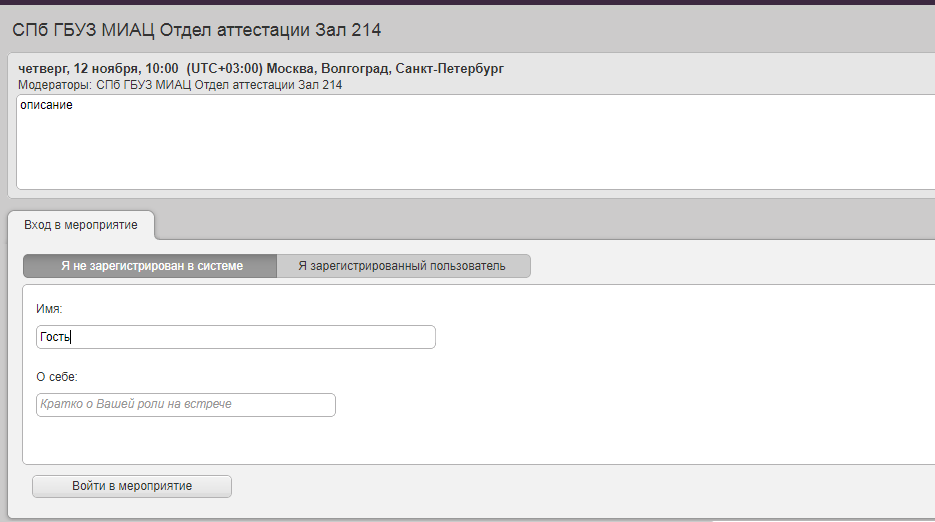 СПб ГБУЗ МИАЦ Отдел аттестации Зал 214
четверг, 12 ноября, 10:00 (UTC+03:00) Москва, Волгоград, Санкт-Петербург
Модераторы: СПб ГБУЗ МИАЦ Отдел аттестации Зал 214
описание
Вход в мероприятие
Я не зарегистрирован в системе Я зарегистрированный пользователь
Имя:
Гость
О себе:
Кратко о Вашей роли на встрече
Войти в мероприятие